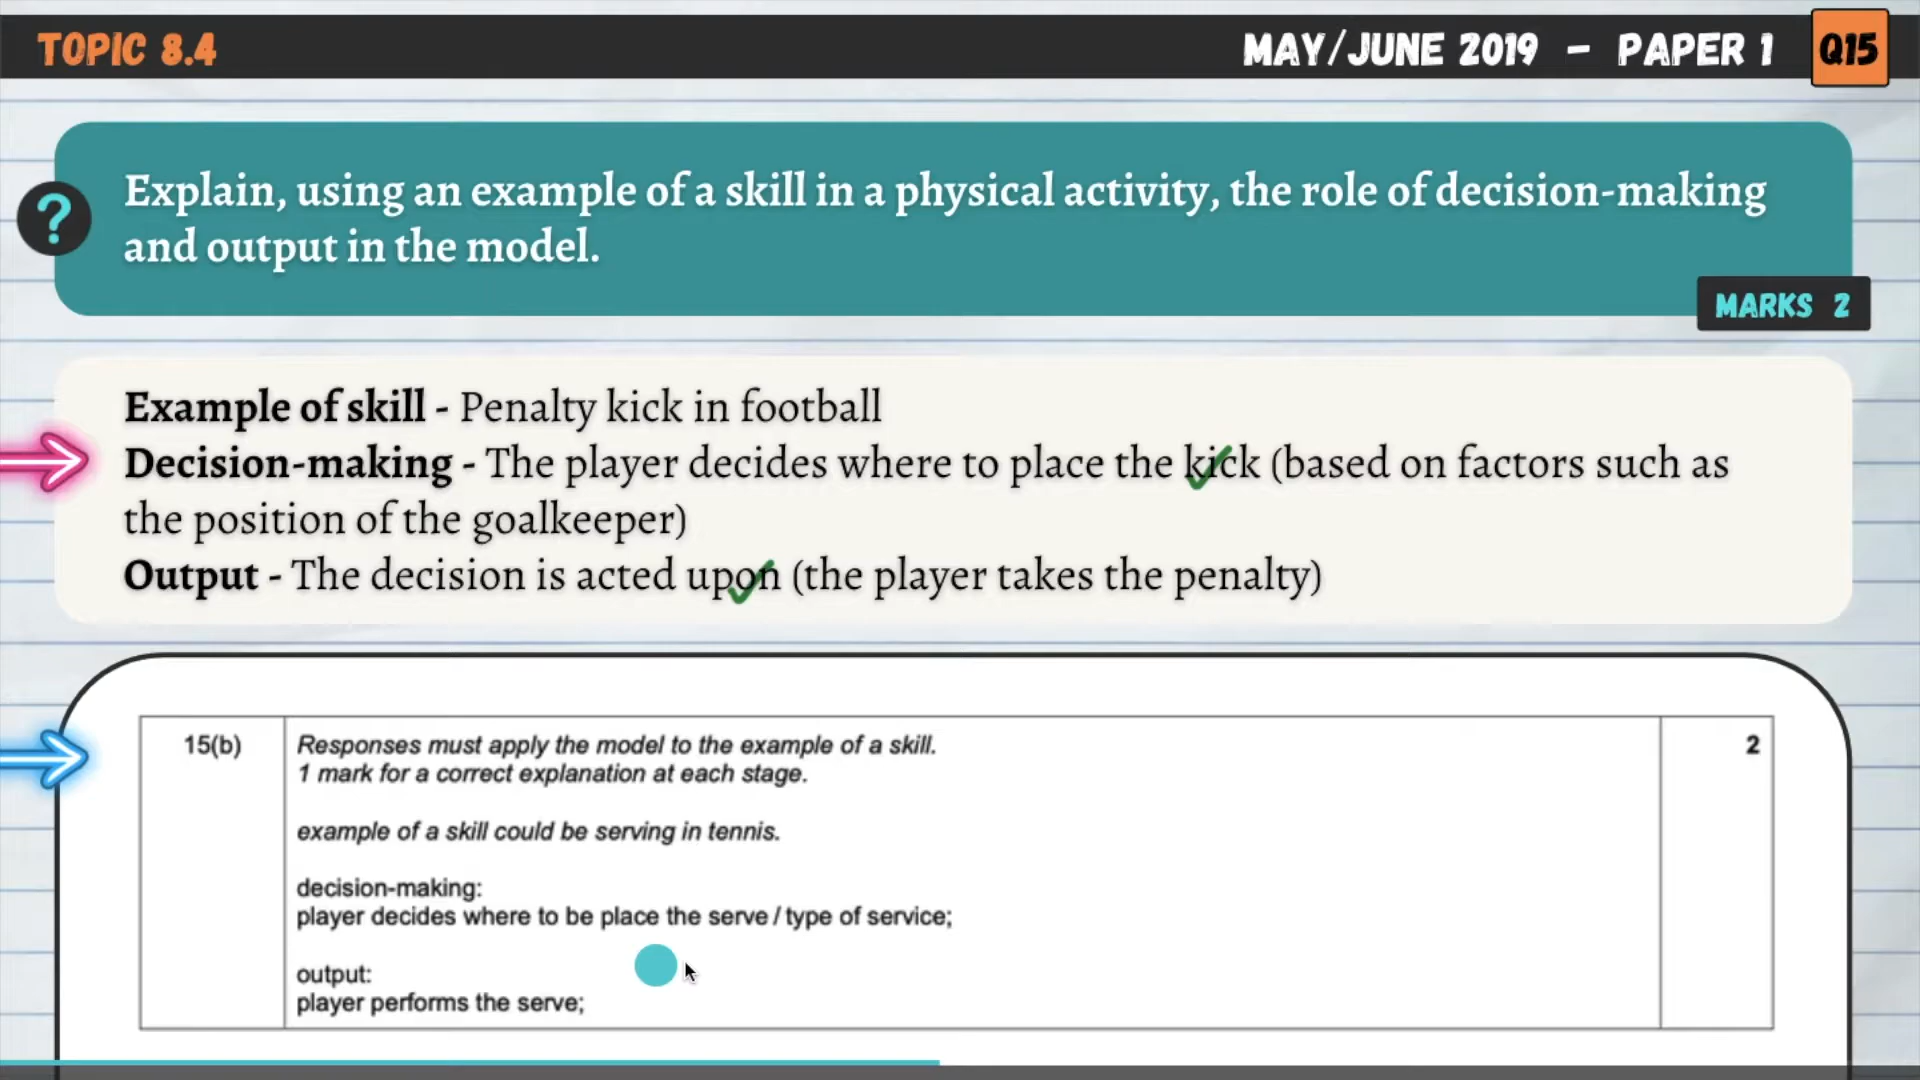 TOPIC 8.4
MAY/JUNE 2019 - PAPER 1
Q15
?
Explain, using an example of a skill in a physical activity, the role of decision-making
and output in the model.
MARKS 2
Example of skill - Penalty kick in football
Decision-making - The player decides where to place the kick (based on factors such as
the position of the goalkeeper)
Output - The decision is acted upon (the player takes the penalty)
15(b)
Responses must apply the model to the example of a skill.
2
1 mark for a correct explanation at each stage.
example of a skill could be serving in tennis.
decision-making:
player decides where to be place the serve / type of service;
output:
player performs the serve;